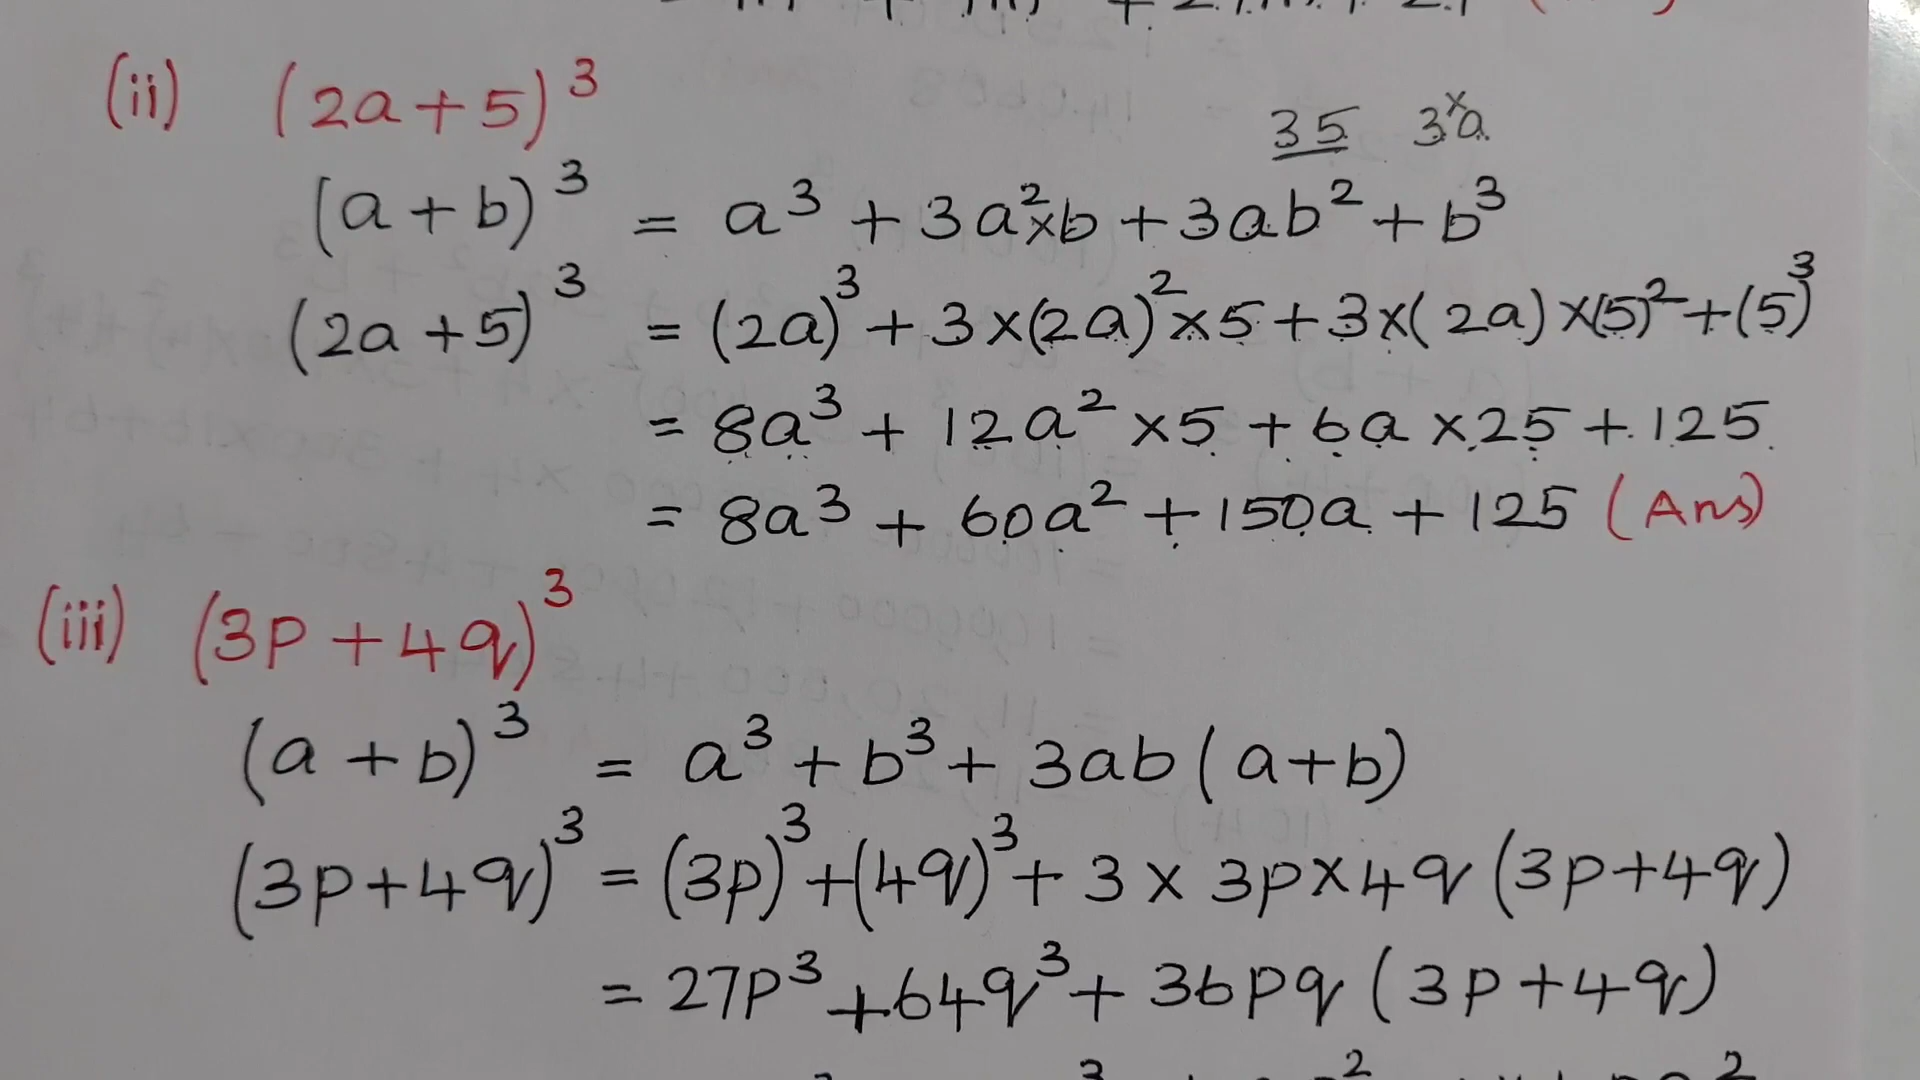 (ii) (2a+5)³
35 3×a
(a+b)³ = a³ + 3a²×b + 3ab² + b³
(2a+5)³ = (2a)³ + 3×(2a)²×5 + 3×(2a)×(5)² + (5)³
= 8a³ + 12a² ×5 + 6a ×25 + 125
= 8a³ + 60a² + 150a + 125 (Ans)
(iii) (3p+4q)³
(a+b)³ = a³ + b³ + 3ab(a+b)
(3p+4q)³ = (3p)³ + (4q)³ + 3 × 3p×4q (3p+4q)
= 27p³ + 64q³ + 36pq (3p+4q)